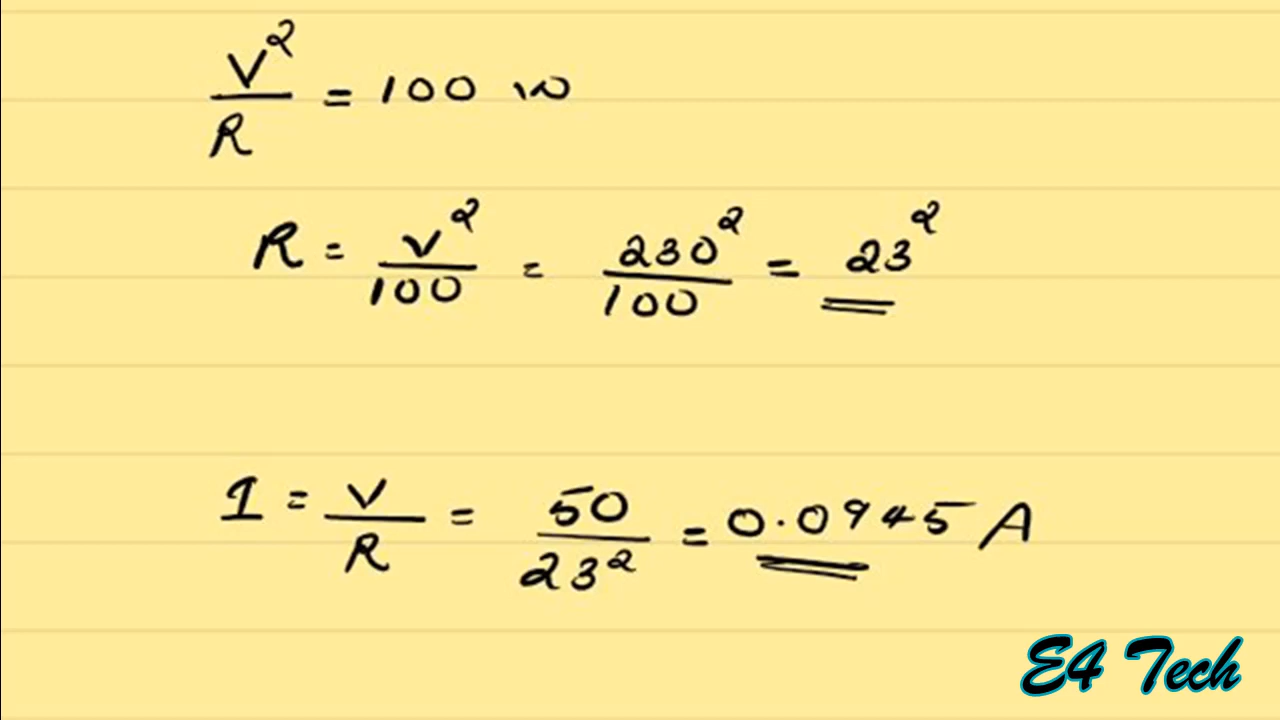 V²/R = 100 w
R = V²/100 = 230²/100 = 23²
I = V/R = 50/23² = 0.0945 A
E4 Tech